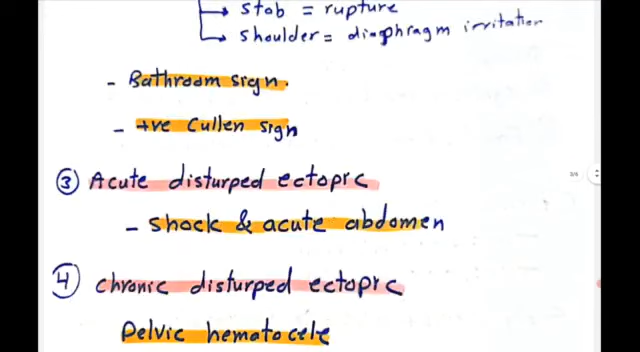 → stab = rupture
→ shoulder = diaphragm irritation
- Bathroom sign.
- +ve Cullen sign
③ Acute disturped ectopic
- Shock & acute abdomen
④ chronic disturped ectopic
pelvic hematocele